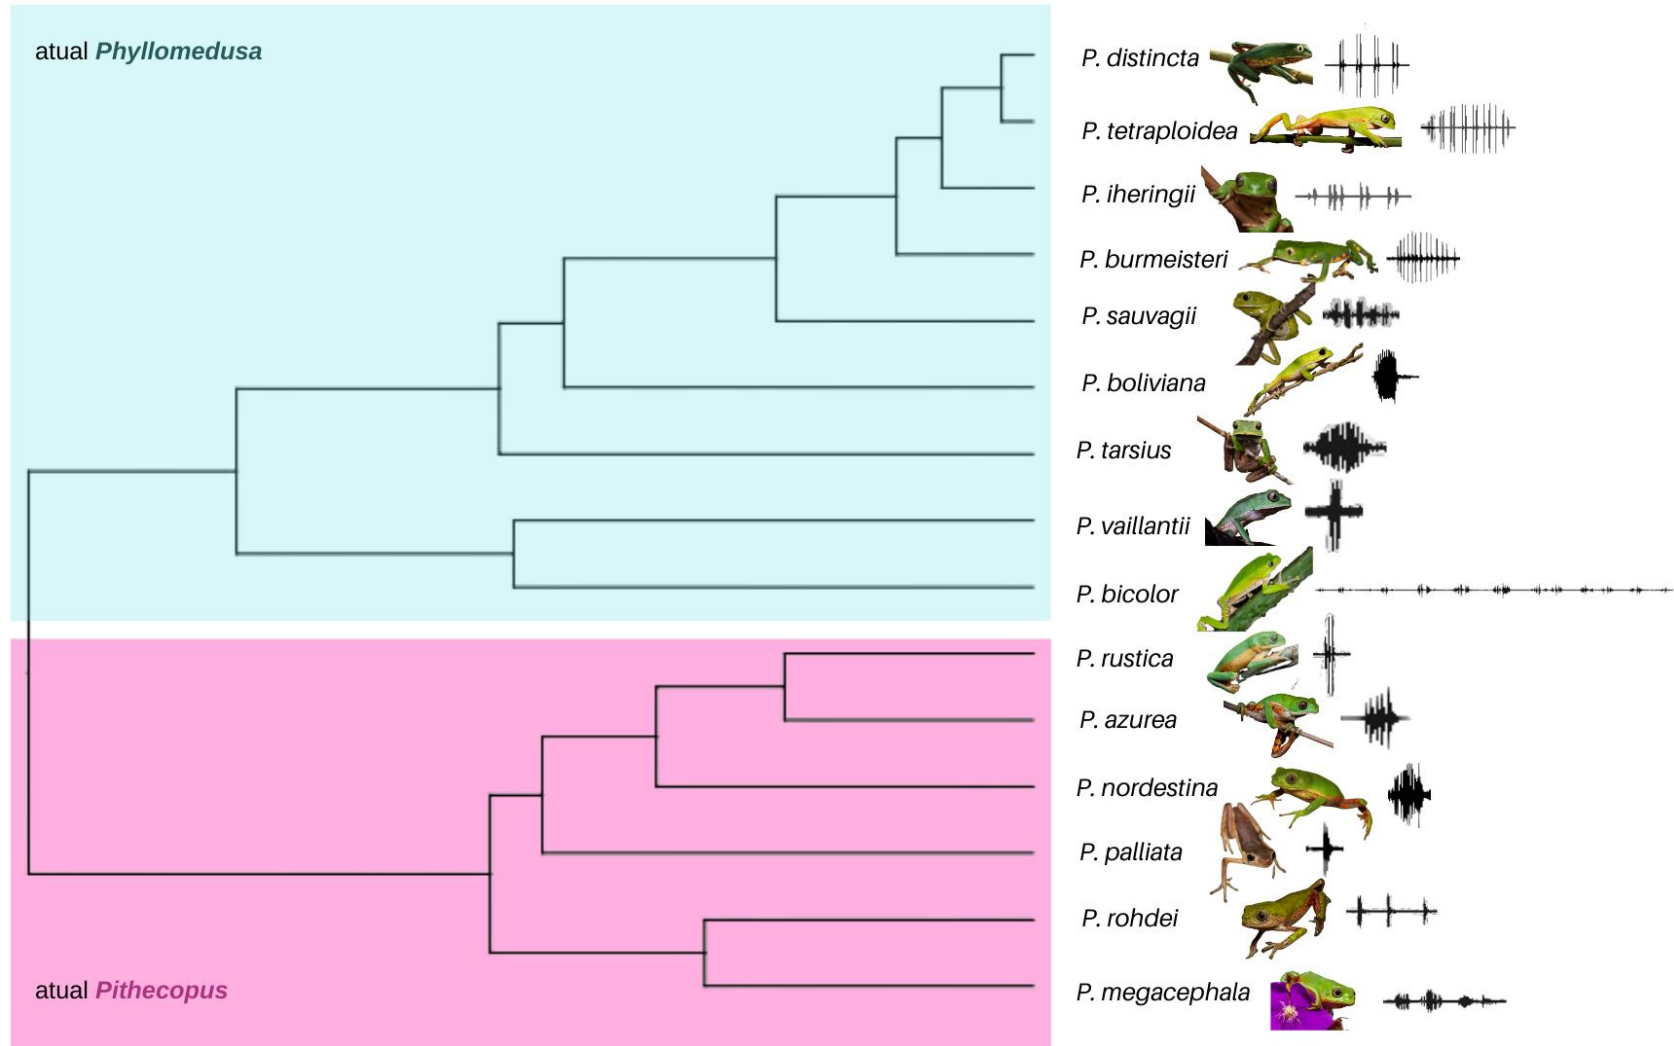 atual Phyllomedusa
P. distincta
P. tetraploidea
P. iheringii
P. burmeisteri
P. sauvagii
P. boliviana
P. tarsius
P. vaillantii
P. bicolor
P. rustica
P. azurea
P. nordestina
P. palliata
P. rohdei
P. megacephala
atual Pithecopus